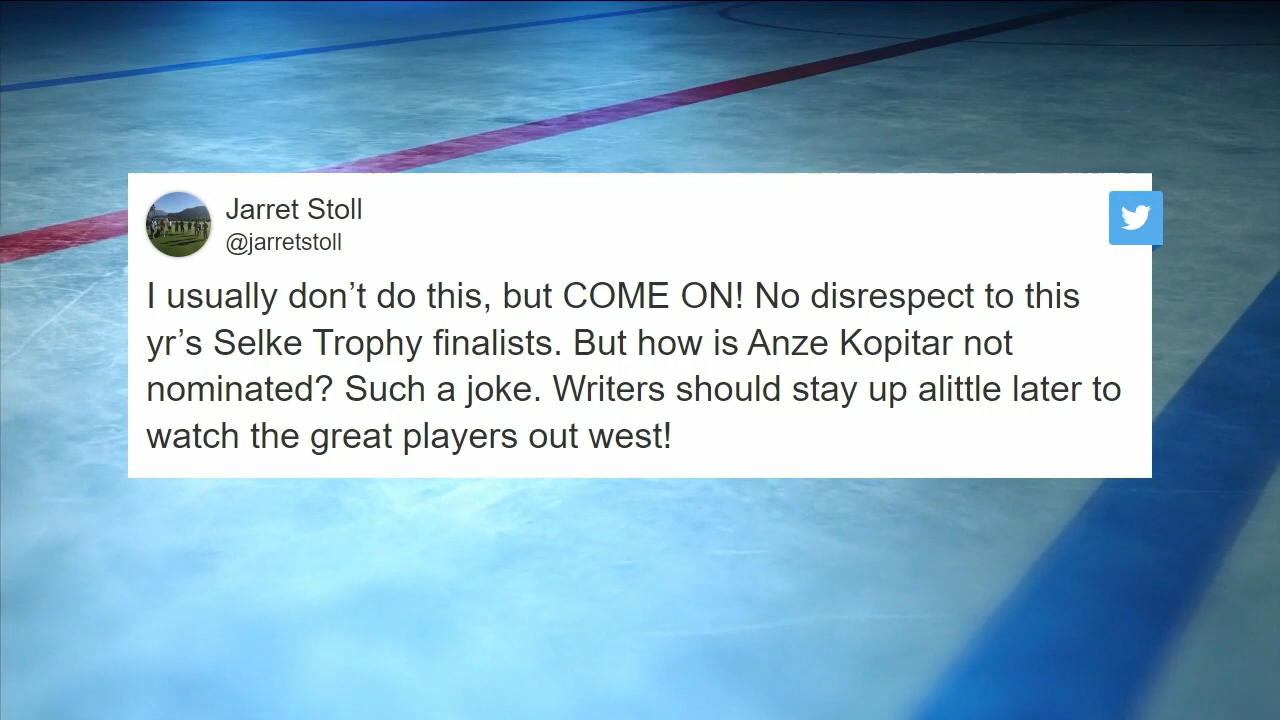 Jarret Stoll
@jarretstoll
I usually don’t do this, but COME ON! No disrespect to this
yr’s Selke Trophy finalists. But how is Anze Kopitar not
nominated? Such a joke. Writers should stay up alittle later to
watch the great players out west!